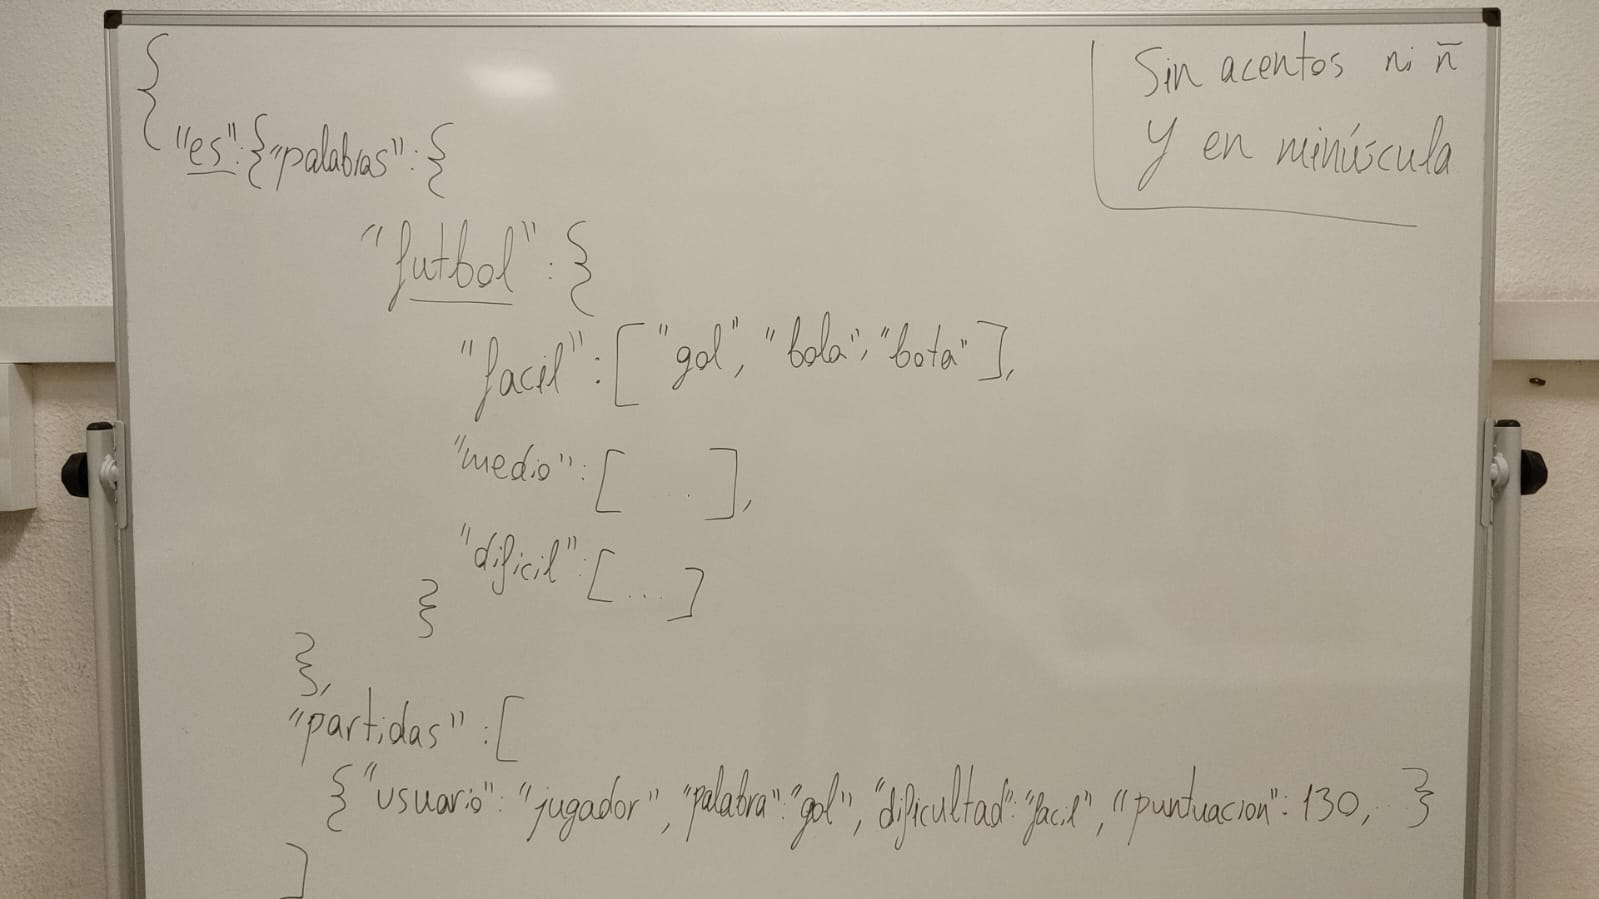 {
"es":{"palabras":{
"futbol":{
"facil":["gol", "bola", "bota"],
"medio":[ . ],
"dificil":[...]
}
},
"partidas":[
{"usuario":"jugador", "palabra":"gol", "dificultad":"facil", "puntuacion": 130, .. }
]
Sin acentos ni ñ
y en minúscula